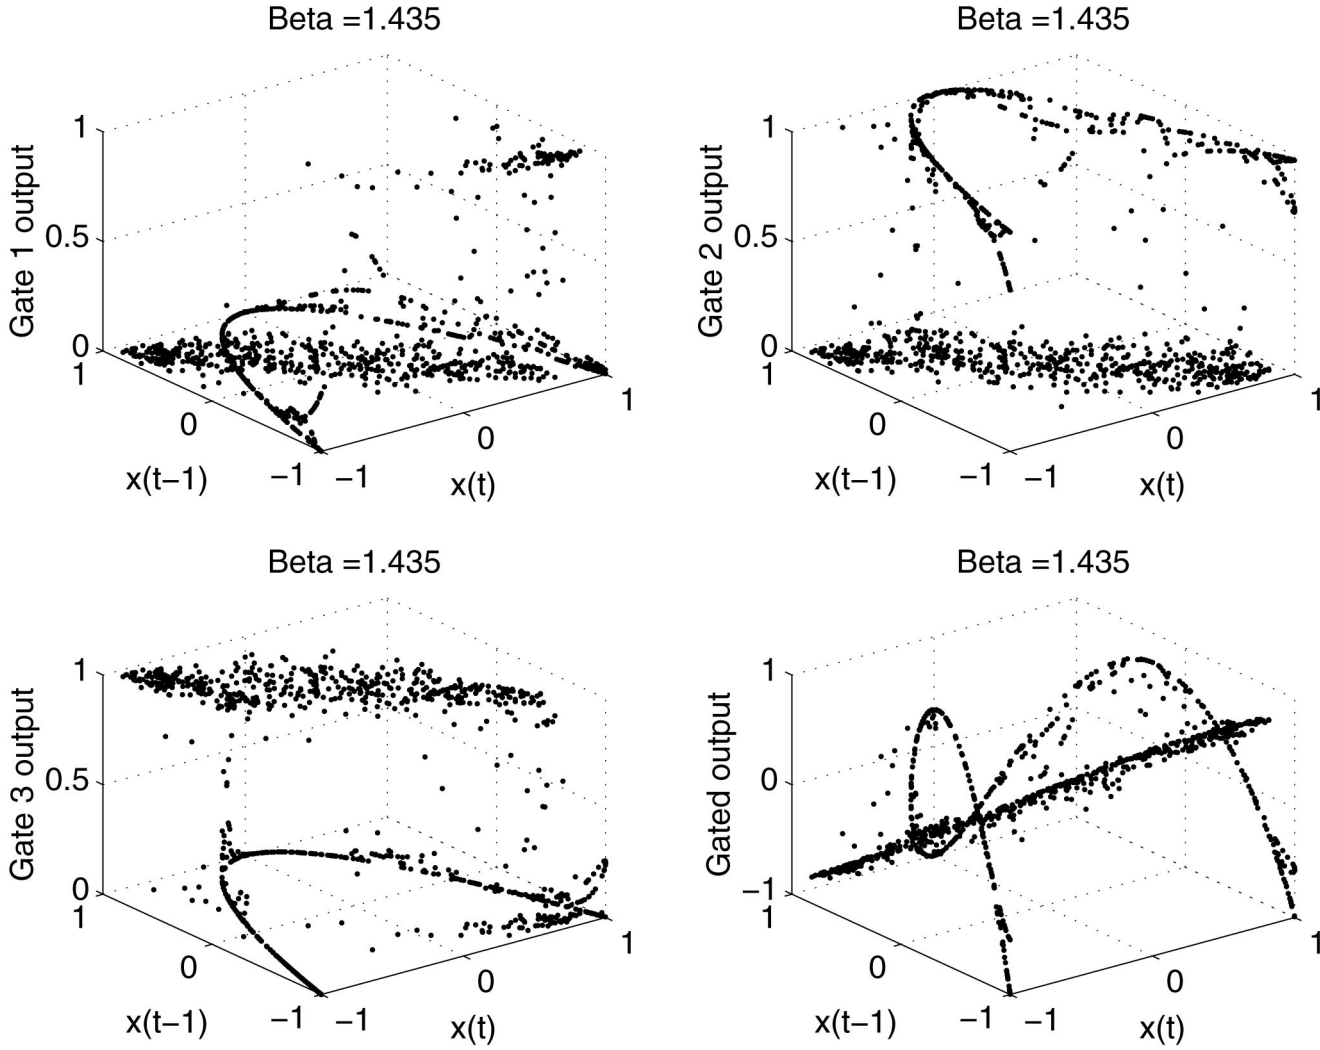 Beta =1.435
Gate 1 output
1
0.5
0
1
0
−1
x(t−1)
−1
0
1
x(t)
Beta =1.435
Gate 2 output
1
0.5
0
1
0
−1
x(t−1)
−1
0
1
x(t)
Beta =1.435
Gate 3 output
1
0.5
0
1
0
−1
x(t−1)
−1
0
1
x(t)
Beta =1.435
Gated output
1
0
−1
1
0
−1
x(t−1)
−1
0
1
x(t)